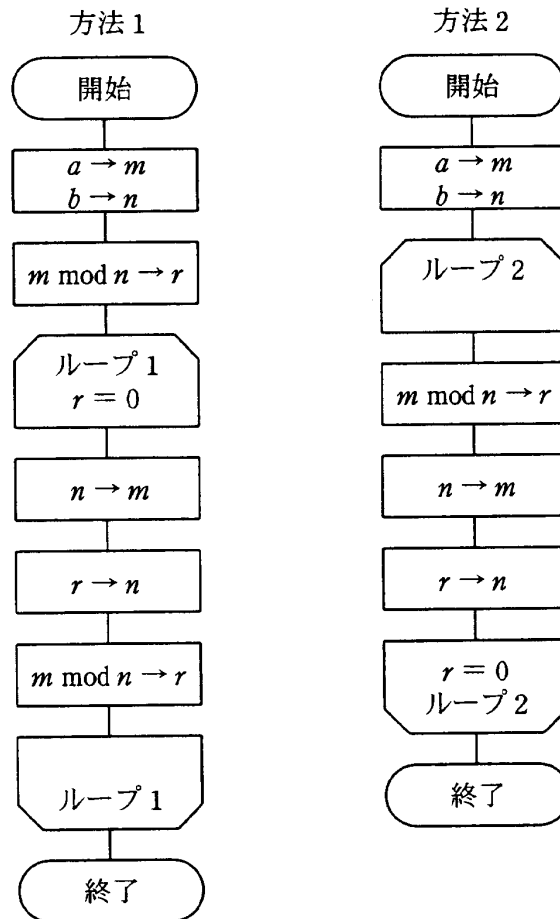 方法1
開始
a → m
b → n
m mod n → r
ループ1
r = 0
n → m
r → n
m mod n → r
ループ1
終了
方法2
開始
a → m
b → n
ループ2
m mod n → r
n → m
r → n
r = 0
ループ2
終了